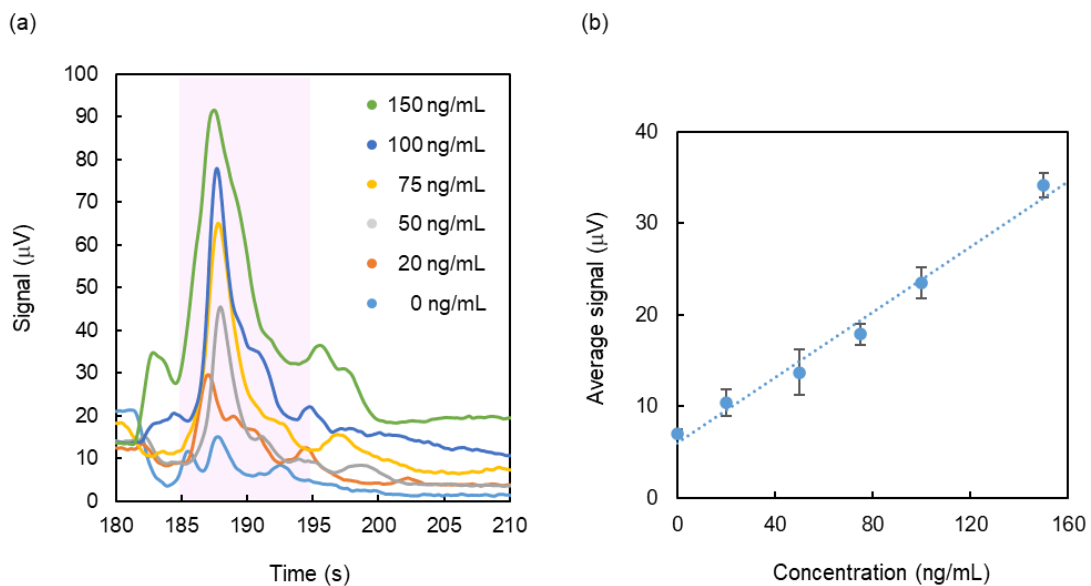 (a)
100
90
80
70
60
50
40
30
20
10
0
Signal (μV)
150 ng/mL
100 ng/mL
75 ng/mL
50 ng/mL
20 ng/mL
0 ng/mL
180 185 190 195 200 205 210
Time (s)
(b)
40
30
20
10
0
Average signal (μV)
0 40 80 120 160
Concentration (ng/mL)